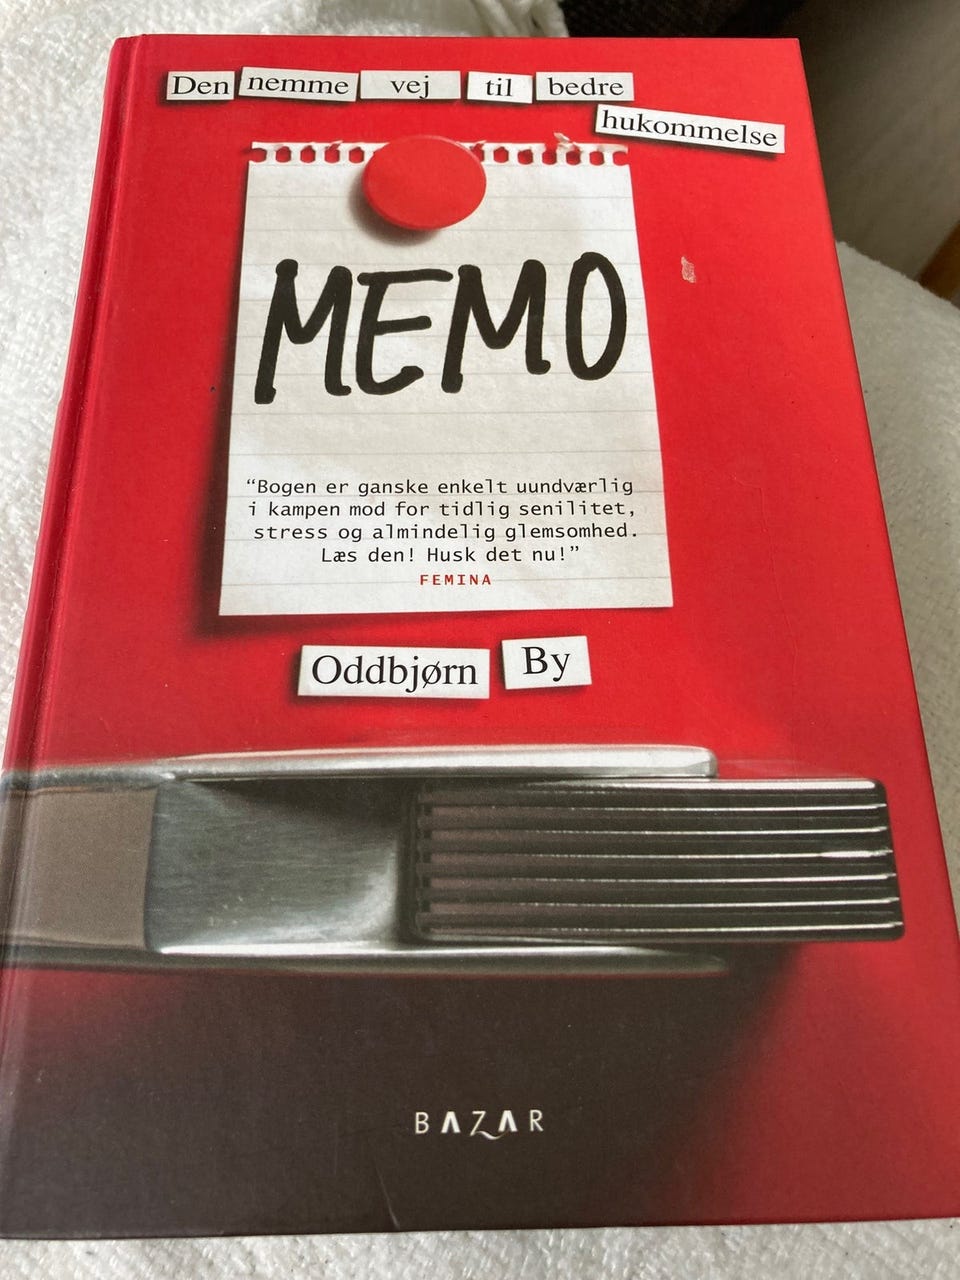 Den nemme vej til bedre
hukommelse
MEMO
“Bogen er ganske enkelt uundværlig
i kampen mod for tidlig senilitet,
stress og almindelig glemsomhed.
Læs den! Husk det nu!”
FEMINA
Oddbjørn By
BAZAR